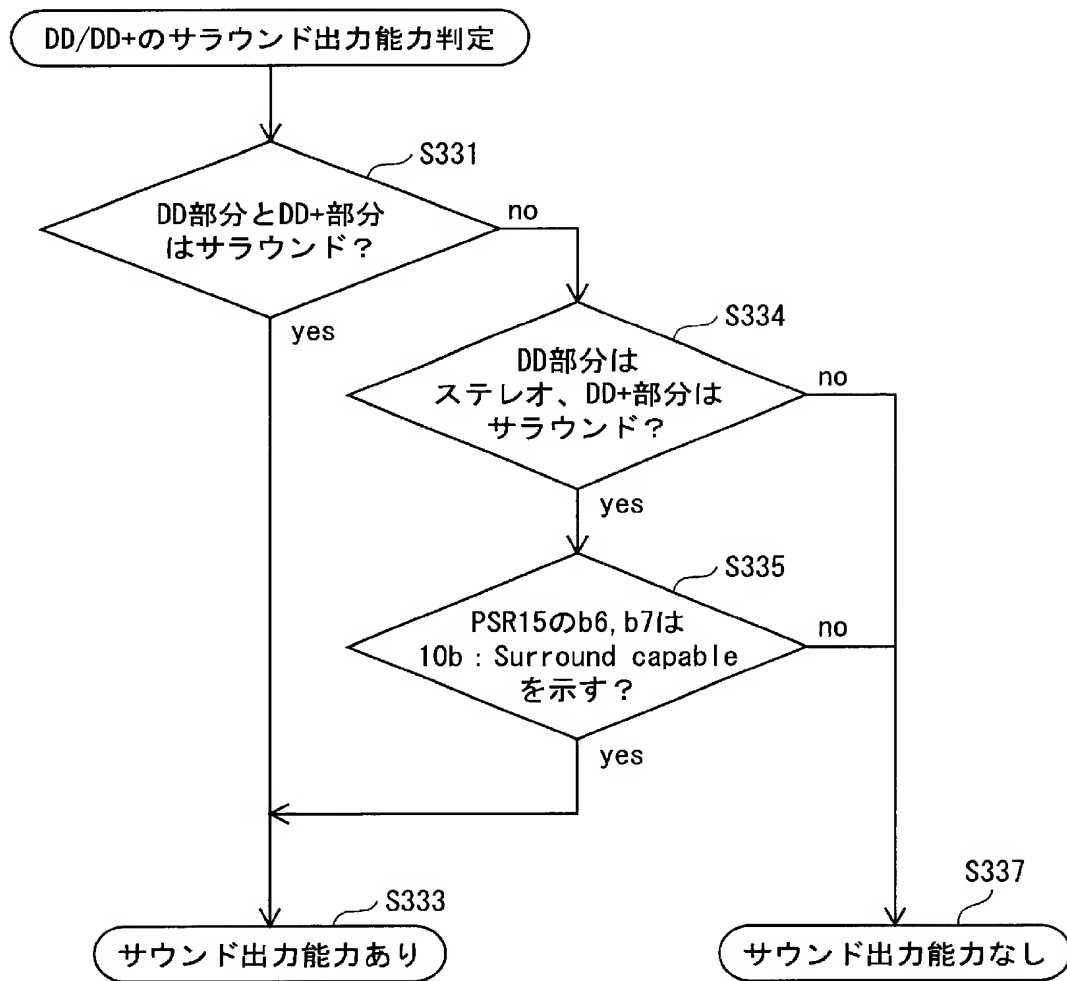 DD/DD+のサラウンド出力能力判定
S331
DD部分とDD+部分
はサラウンド？
no
yes
S334
DD部分は
ステレオ、DD+部分は
サラウンド？
no
yes
S335
PSR15のb6,b7は
10b：Surround capable
を示す？
no
yes
S333
サウンド出力能力あり
S337
サウンド出力能力なし